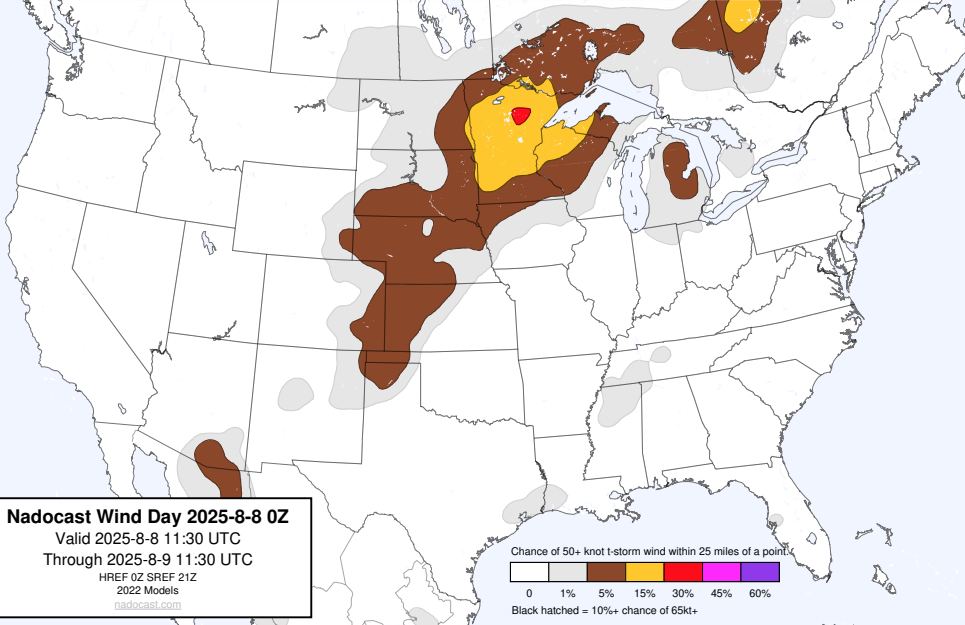 Nadocast Wind Day 2025-8-8 0Z
Valid 2025-8-8 11:30 UTC
Through 2025-8-9 11:30 UTC
HREF 0Z SREF 21Z
2022 Models
nadocast.com
Chance of 50+ knot t-storm wind within 25 miles of a point.
0 1% 5% 15% 30% 45% 60%
Black hatched = 10%+ chance of 65kt+